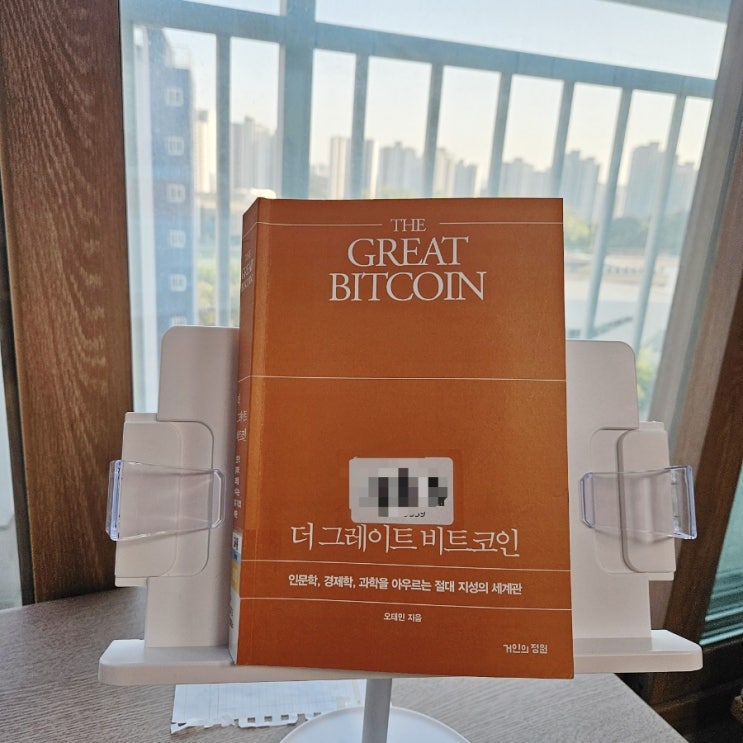 THE
GREAT
BITCOIN
더 그레이트 비트코인
인문학, 경제학, 과학을 아우르는 절대 지성의 세계관
오태민 지음
거인의 정원